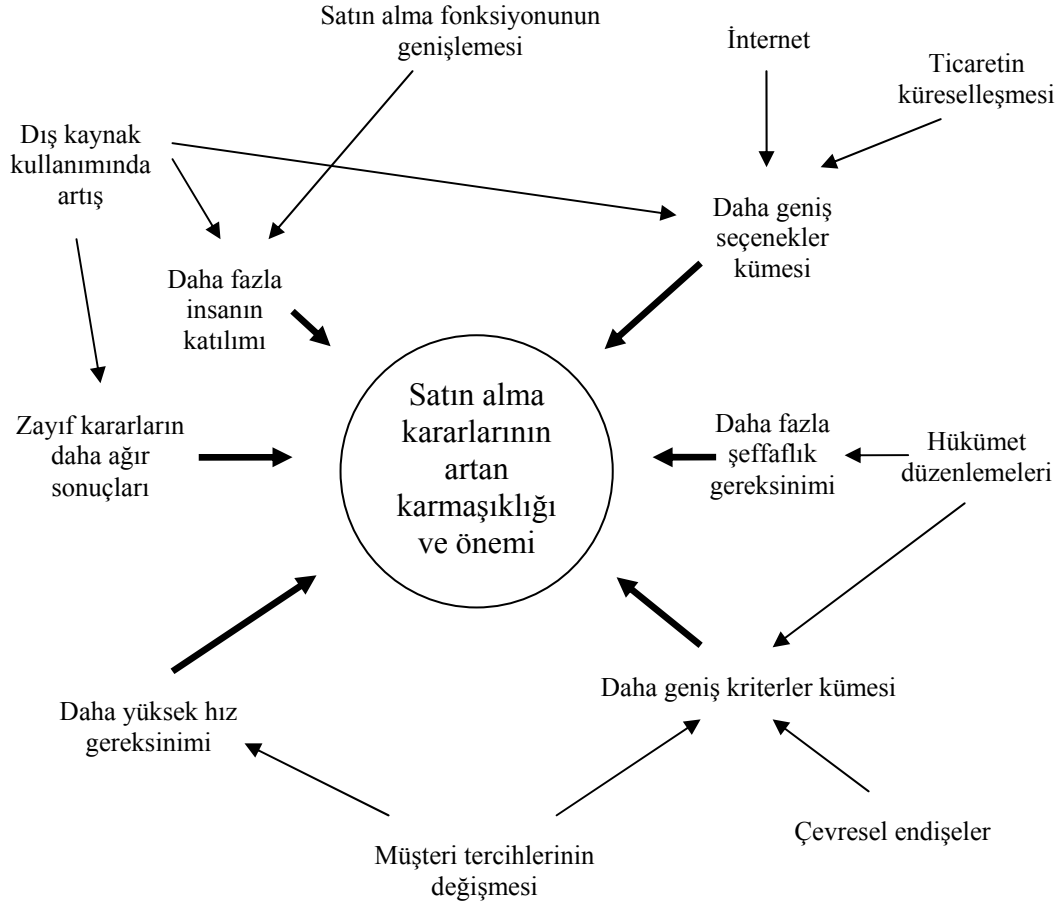 Satın alma fonksiyonunun
genişlemesi
İnternet
Ticaretin
küreselleşmesi
Dış kaynak
kullanımında
artış
Daha geniş
seçenekler
kümesi
Daha fazla
insanın
katılımı
Satın alma
kararlarının
artan
karmaşıklığı
ve önemi
Zayıf kararların
daha ağır
sonuçları
Daha fazla
şeffaflık
gereksinimi
Hükümet
düzenlemeleri
Daha geniş kriterler kümesi
Daha yüksek hız
gereksinimi
Çevresel endişeler
Müşteri tercihlerinin
değişmesi